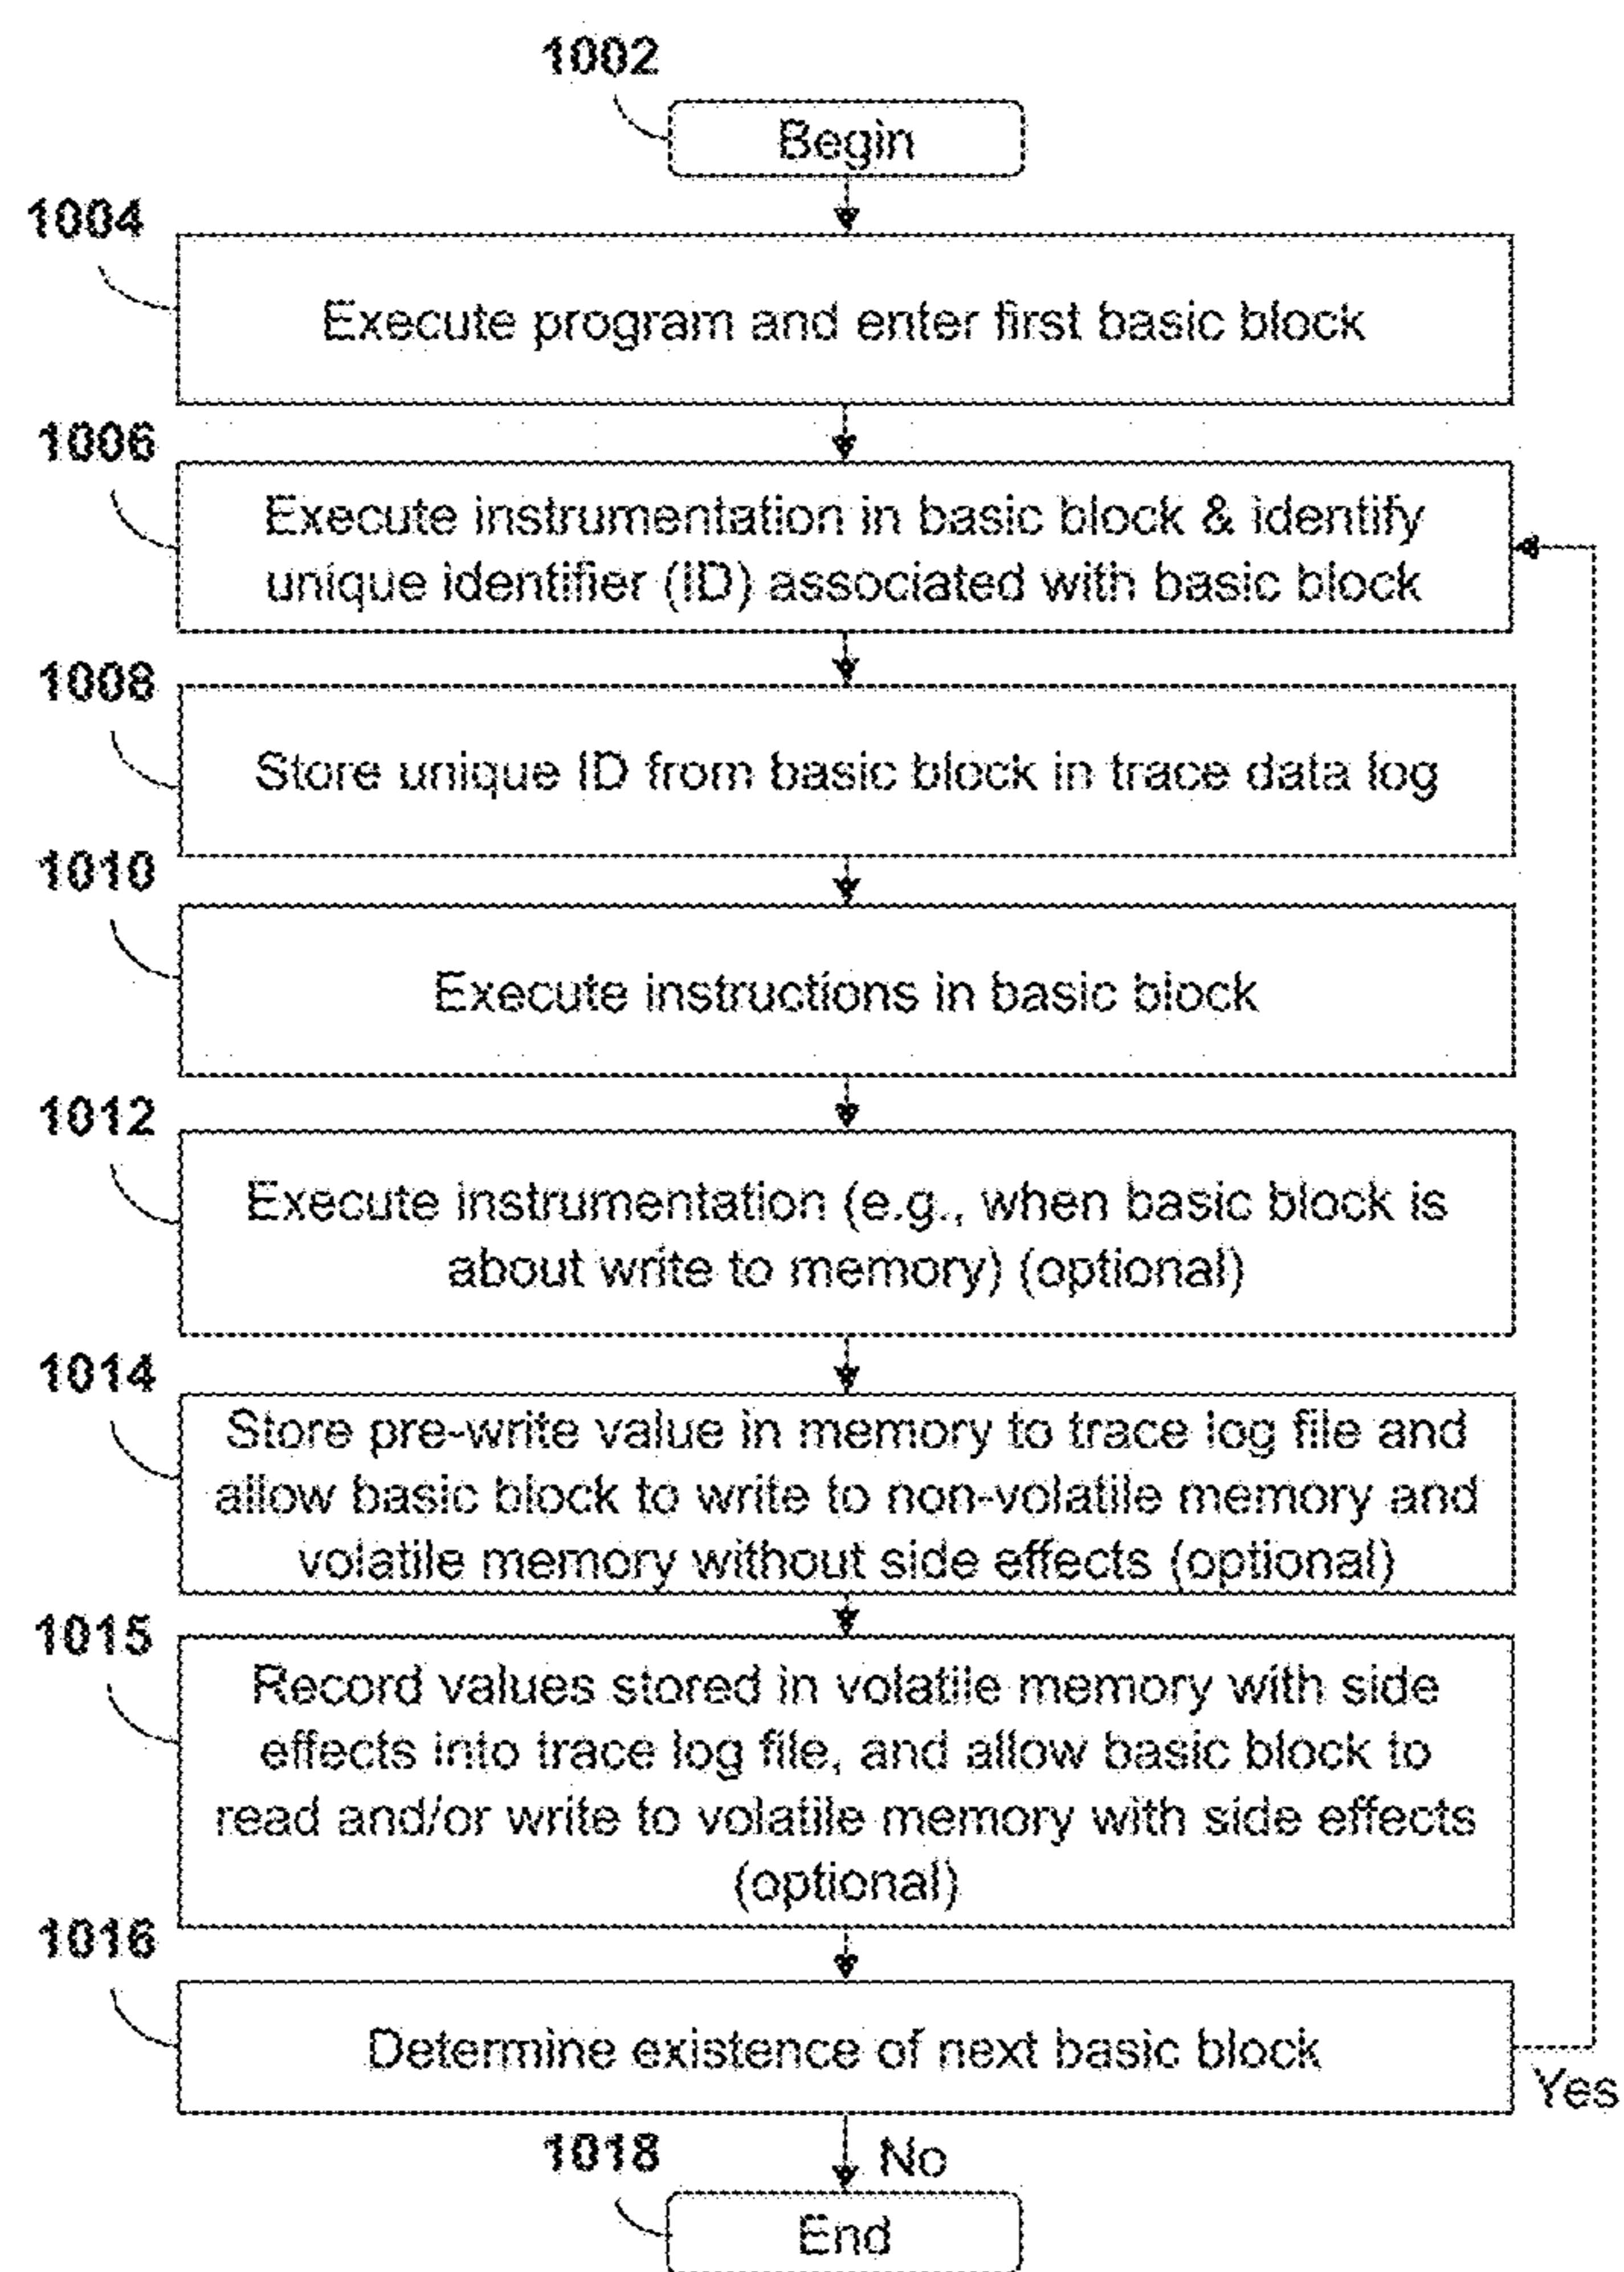 1002
Begin
1004
Execute program and enter first basic block
1006
Execute instrumentation in basic block & identify
unique identifier (ID) associated with basic block
1008
Store unique ID from basic block in trace data log
1010
Execute instructions in basic block
1012
Execute instrumentation (e.g., when basic block is
about write to memory) (optional)
1014
Store pre-write value in memory to trace log file and
allow basic block to write to non-volatile memory and
volatile memory without side effects (optional)
1015
Record values stored in volatile memory with side
effects into trace log file, and allow basic block to
read and/or write to volatile memory with side effects
(optional)
1016
Determine existence of next basic block
Yes
No
1018
End